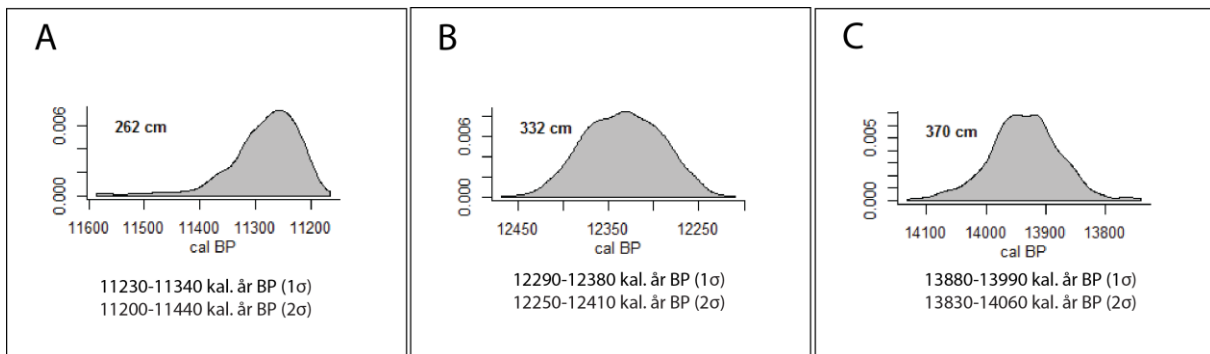 A
0.006
0.000
262 cm
11600 11500 11400 11300 11200
cal BP
11230-11340 kal. år BP (1σ)
11200-11440 kal. år BP (2σ)
B
0.006
0.000
332 cm
12450 12350 12250
cal BP
12290-12380 kal. år BP (1σ)
12250-12410 kal. år BP (2σ)
C
0.005
0.000
370 cm
14100 14000 13900 13800
cal BP
13880-13990 kal. år BP (1σ)
13830-14060 kal. år BP (2σ)